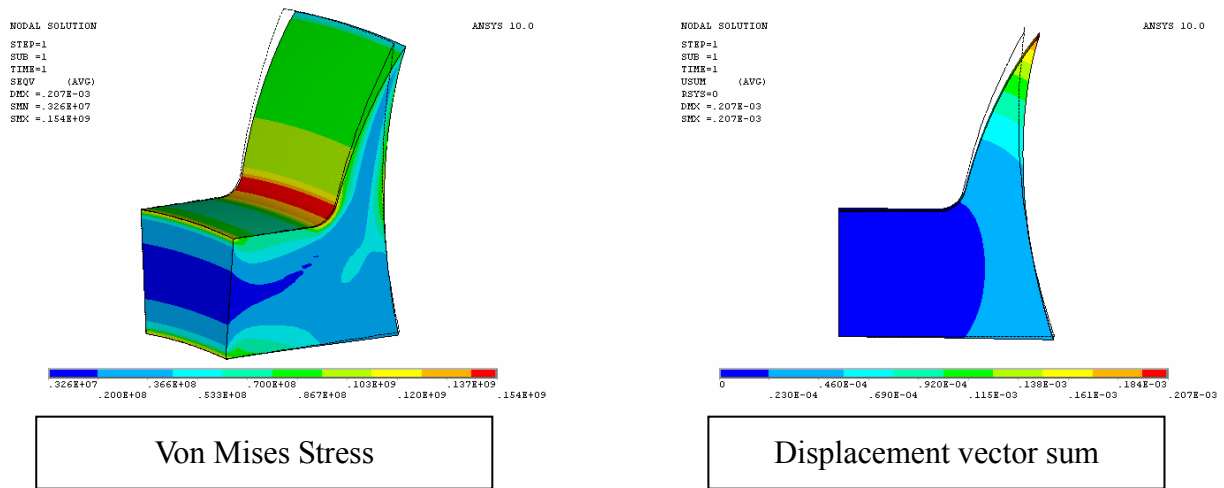 NODAL SOLUTION
ANSYS 10.0
STEP=1
SUB =1
TIME=1
SEQV (AVG)
DMX =.207E-03
SMN =.326E+07
SMX =.154E+09
.326E+07 .366E+08 .700E+08 .103E+09 .137E+09
.200E+08 .533E+08 .867E+08 .120E+09 .154E+09
Von Mises Stress
NODAL SOLUTION
ANSYS 10.0
STEP=1
SUB =1
TIME=1
USUM (AVG)
RSYS=0
DMX =.207E-03
SMX =.207E-03
0 .460E-04 .920E-04 .138E-03 .184E-03
.230E-04 .690E-04 .115E-03 .161E-03 .207E-03
Displacement vector sum